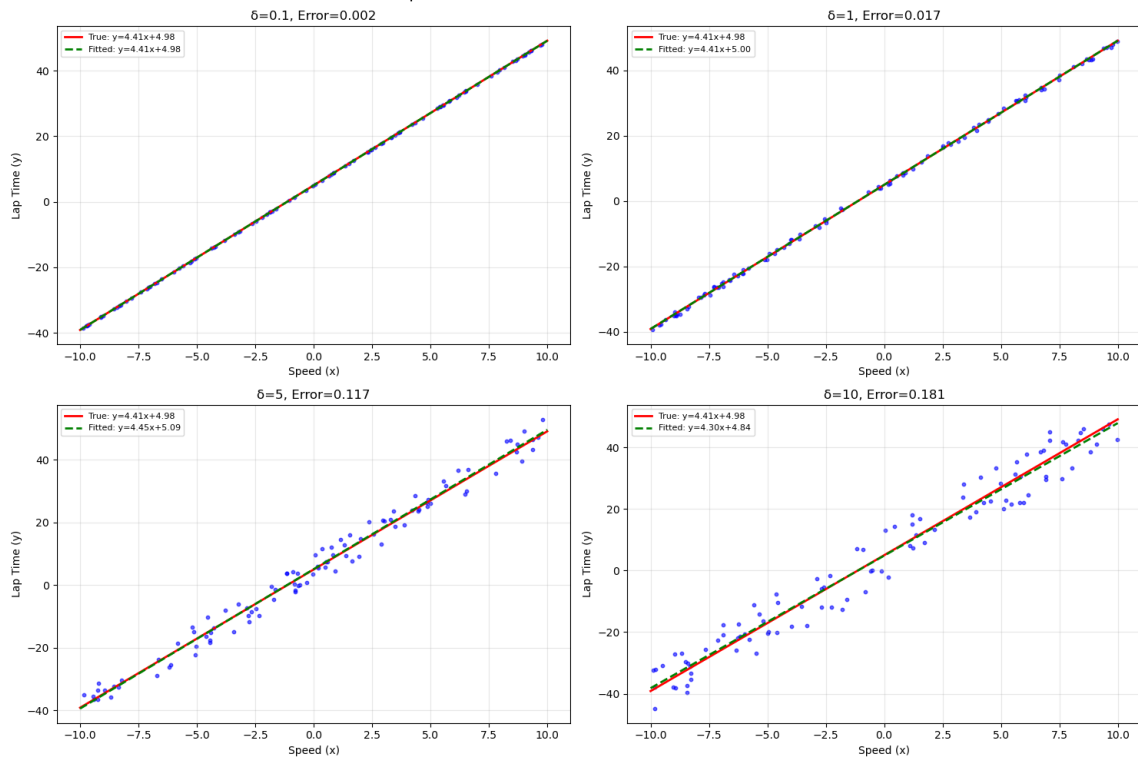 δ=0.1, Error=0.002
True: y=4.41x+4.98
Fitted: y=4.41x+4.98
Lap Time (y)
40
20
0
−20
−40
−10.0 −7.5 −5.0 −2.5 0.0 2.5 5.0 7.5 10.0
Speed (x)
δ=1, Error=0.017
True: y=4.41x+4.98
Fitted: y=4.41x+5.00
Lap Time (y)
40
20
0
−20
−40
−10.0 −7.5 −5.0 −2.5 0.0 2.5 5.0 7.5 10.0
Speed (x)
δ=5, Error=0.117
True: y=4.41x+4.98
Fitted: y=4.45x+5.09
Lap Time (y)
40
20
0
−20
−40
−10.0 −7.5 −5.0 −2.5 0.0 2.5 5.0 7.5 10.0
Speed (x)
δ=10, Error=0.181
True: y=4.41x+4.98
Fitted: y=4.30x+4.84
Lap Time (y)
40
20
0
−20
−40
−10.0 −7.5 −5.0 −2.5 0.0 2.5 5.0 7.5 10.0
Speed (x)